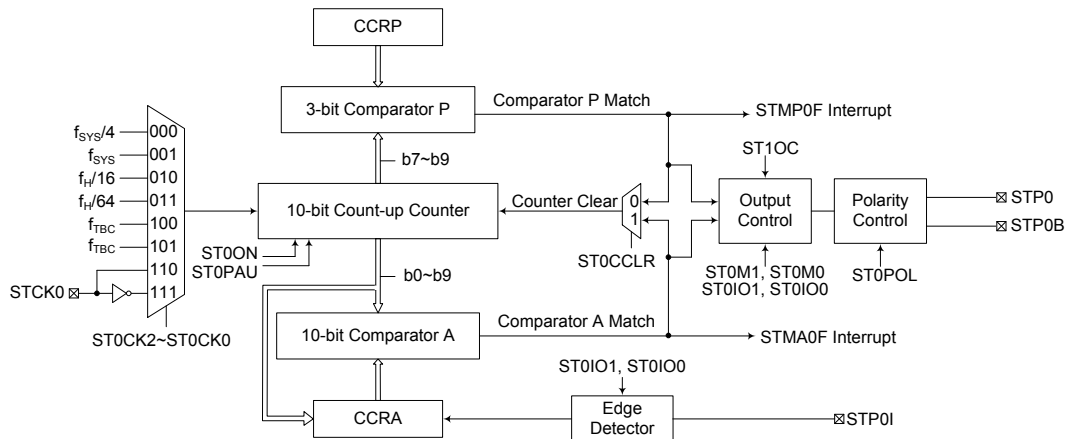 CCRP
3-bit Comparator P
Comparator P Match
STMP0F Interrupt
fSYS/4
000
fSYS
001
fH/16
010
fH/64
011
fTBC
100
fTBC
101
110
111
STCK0
ST0CK2~ST0CK0
b7~b9
10-bit Count-up Counter
ST0ON
ST0PAU
Counter Clear
0
1
ST0CCLR
ST1OC
Output
Control
ST0M1, ST0M0
ST0IO1, ST0IO0
Polarity
Control
ST0POL
STP0
STP0B
b0~b9
10-bit Comparator A
Comparator A Match
STMA0F Interrupt
ST0IO1, ST0IO0
CCRA
Edge
Detector
STP0I